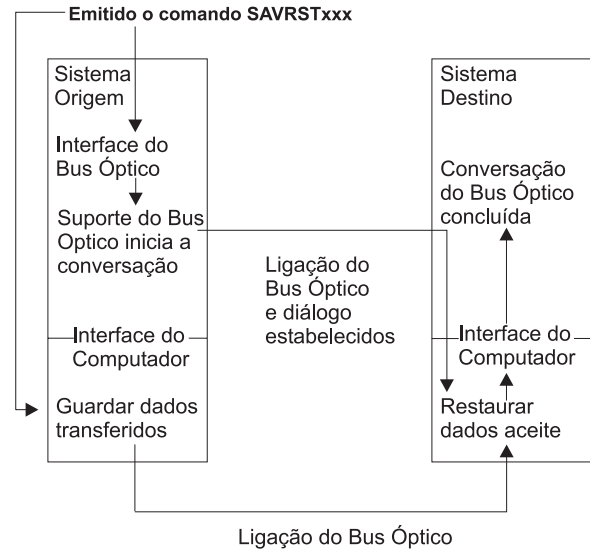 Emitido o comando SAVRSTxxx
Sistema
Origem
Interface do
Bus Óptico
Suporte do Bus
Optico inicia a
conversação
Interface do
Computador
Guardar dados
transferidos
Ligação do
Bus Óptico
e diálogo
estabelecidos
Sistema
Destino
Conversação
do Bus Óptico
concluída
Interface do
Computador
Restaurar
dados aceite
Ligação do Bus Óptico